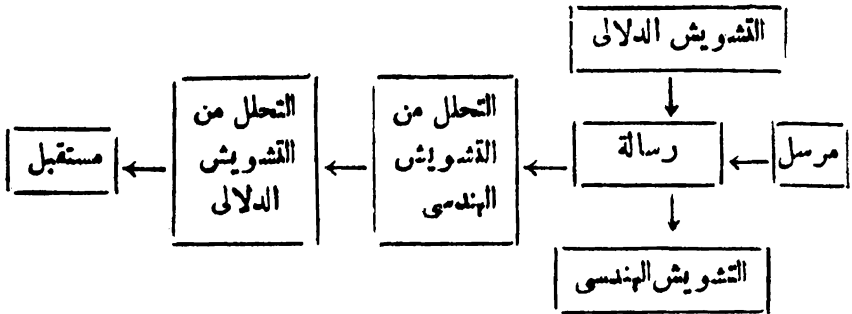 التشويش الدلالى
مرسل
رسالة
التحلل من
التشويش
الهندسى
التحلل من
التشويش
الدلالى
مستقبل
التشويش الهندسى